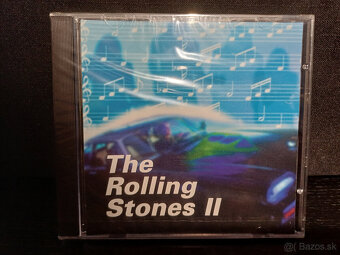 The
Rolling
Stones II
Bazos.sk